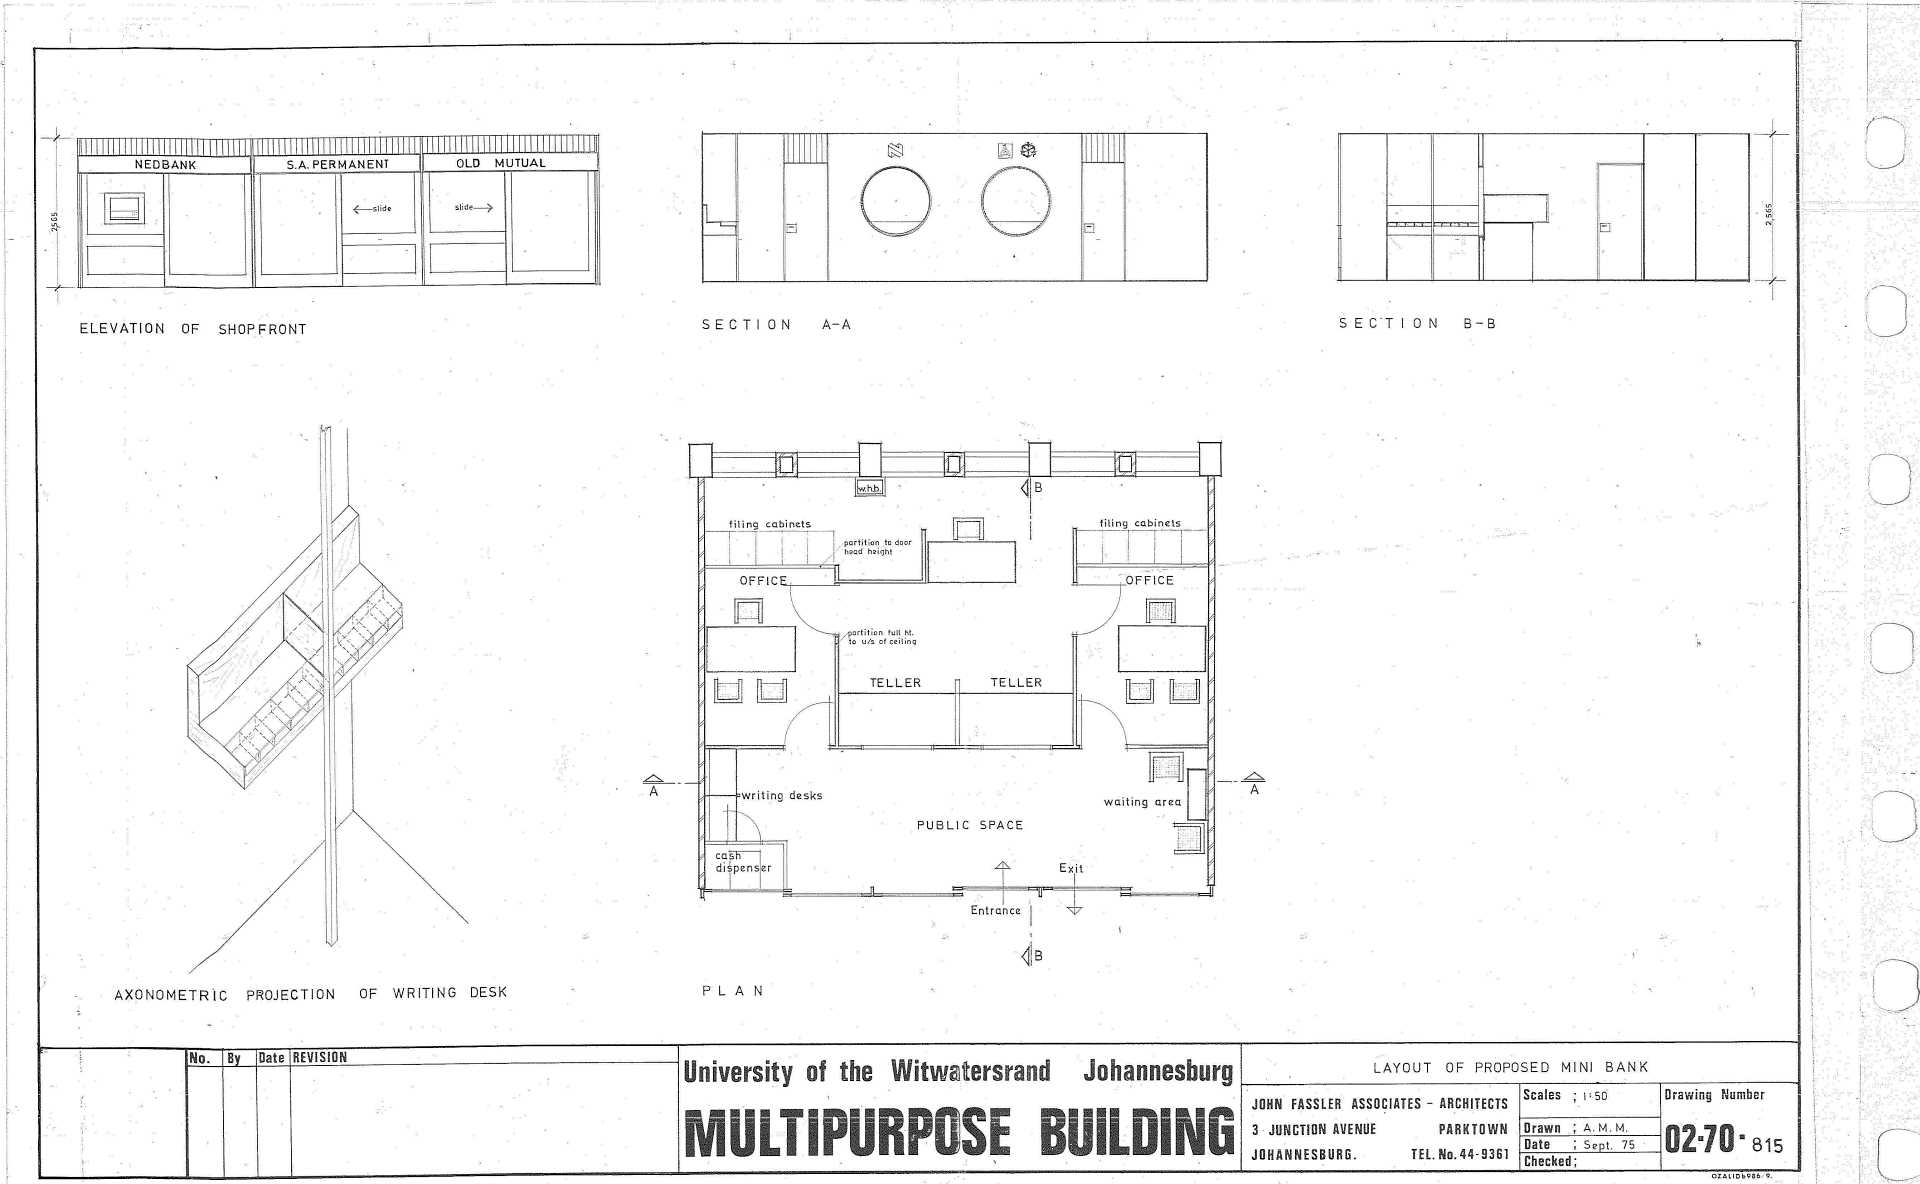 NEDBANK
S.A. PERMANENT
OLD MUTUAL
slide
slide
2565
ELEVATION OF SHOPFRONT
SECTION A-A
2,565
SECTION B-B
w.h.b.
B
filing cabinets
filing cabinets
partition to door
head height
OFFICE
OFFICE
partition full ht.
to u/s of ceiling
TELLER
TELLER
A
A
writing desks
waiting area
PUBLIC SPACE
cash
dispenser
Exit
Entrance
B
AXONOMETRIC PROJECTION OF WRITING DESK
PLAN
No.
By
Date
REVISION
University of the Witwatersrand Johannesburg
MULTIPURPOSE BUILDING
LAYOUT OF PROPOSED MINI BANK
JOHN FASSLER ASSOCIATES - ARCHITECTS
3 JUNCTION AVENUE PARKTOWN
JOHANNESBURG. TEL. No. 44-9361
Scales ; 1:50
Drawn ; A.M.M.
Date ; Sept. 75
Checked;
Drawing Number
02-70-815